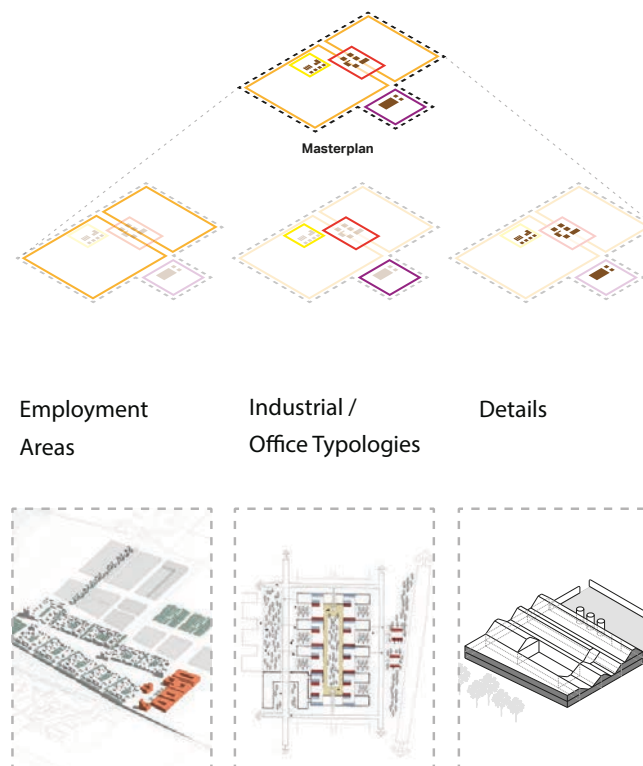 Masterplan
Employment
Areas
Industrial /
Office Typologies
Details